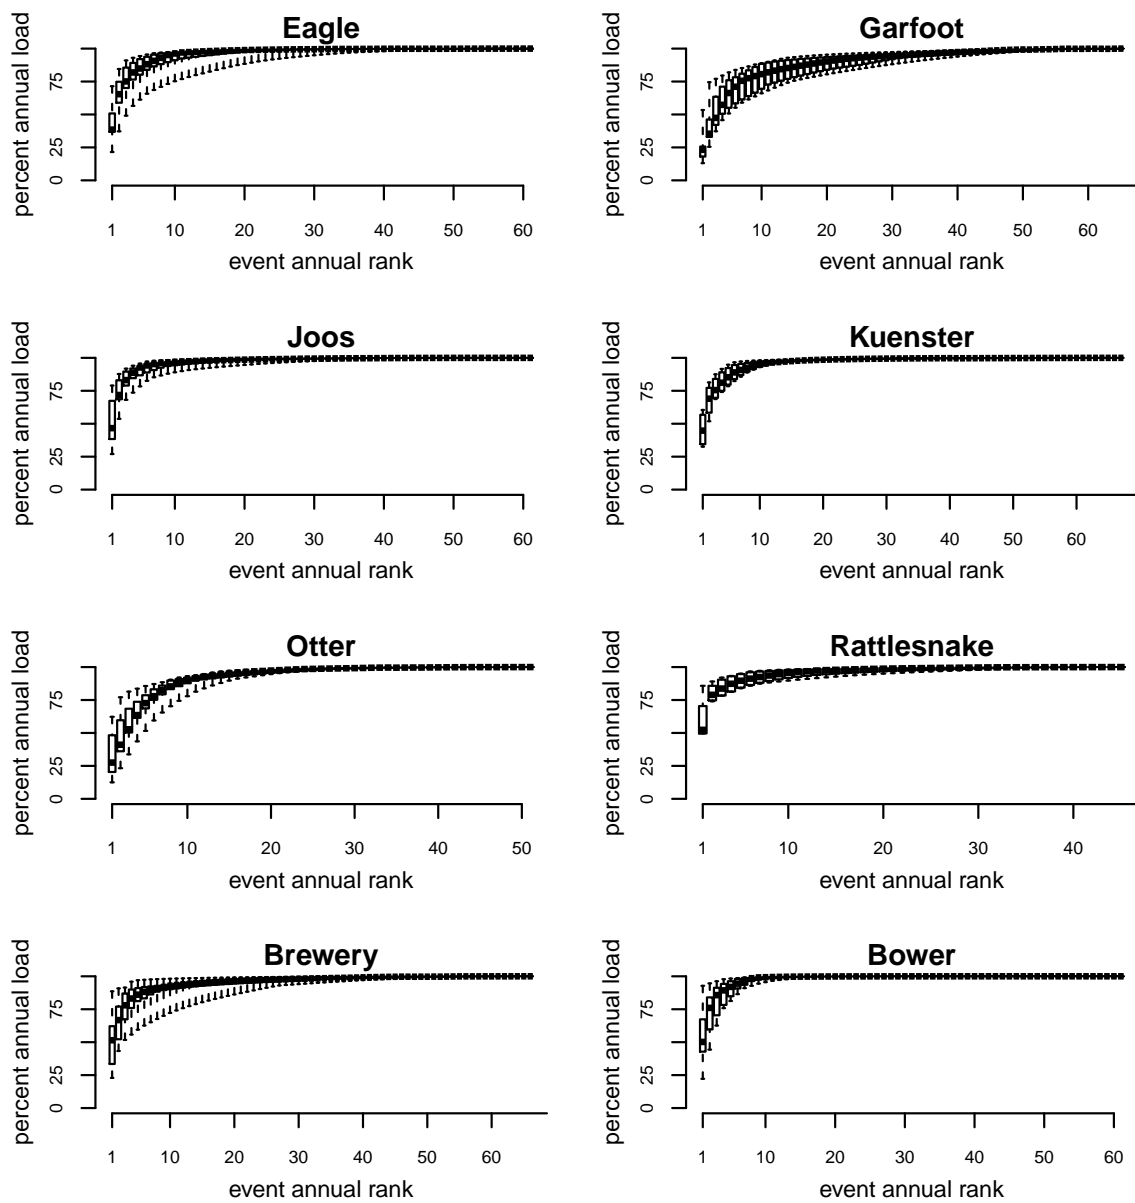 Eagle
percent annual load
75
25
0
1 10 20 30 40 50 60
event annual rank
Garfoot
percent annual load
75
25
0
1 10 20 30 40 50 60
event annual rank
Joos
percent annual load
75
25
0
1 10 20 30 40 50 60
event annual rank
Kuenster
percent annual load
75
25
0
1 10 20 30 40 50 60
event annual rank
Otter
percent annual load
75
25
0
1 10 20 30 40 50
event annual rank
Rattlesnake
percent annual load
75
25
0
1 10 20 30 40
event annual rank
Brewery
percent annual load
75
25
0
1 10 20 30 40 50 60
event annual rank
Bower
percent annual load
75
25
0
1 10 20 30 40 50 60
event annual rank